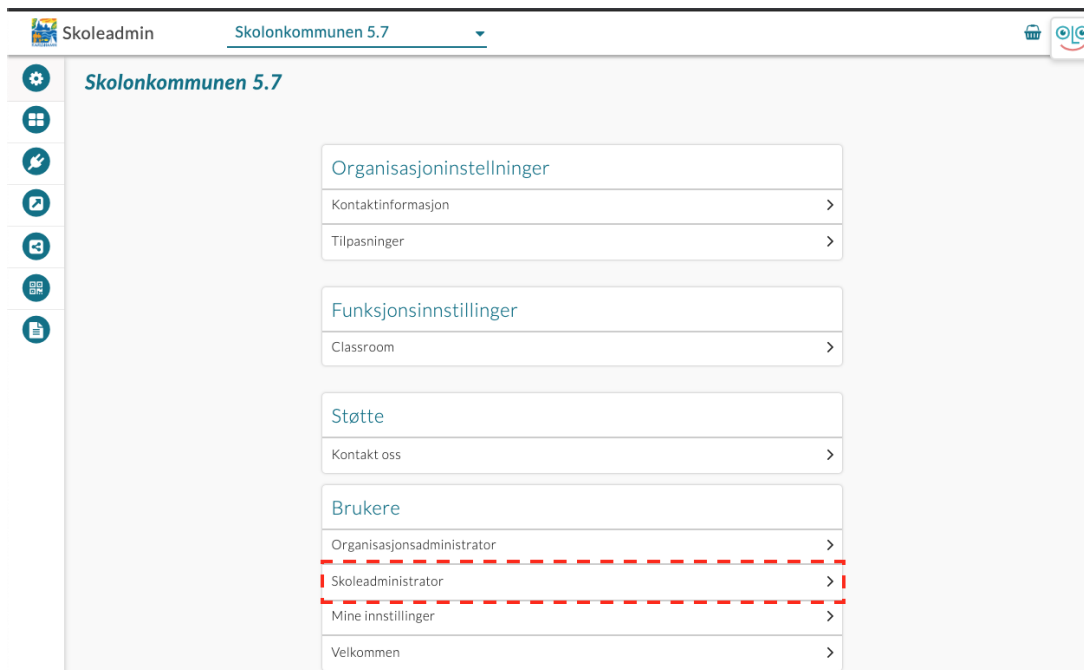 Skoleadmin
Skolonkommunen 5.7
Skolonkommunen 5.7
Organisasjoninstellninger
Kontaktinformasjon
Tilpasninger
Funksjonsinnstillinger
Classroom
Støtte
Kontakt oss
Brukere
Organisasjonsadministrator
Skoleadministrator
Mine innstillinger
Velkommen